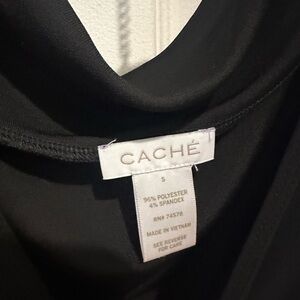 CACHÉ
S
96% POLYESTER
4% SPANDEX
RN# 74578
MADE IN VIETNAM
SEE REVERSE
FOR CARE